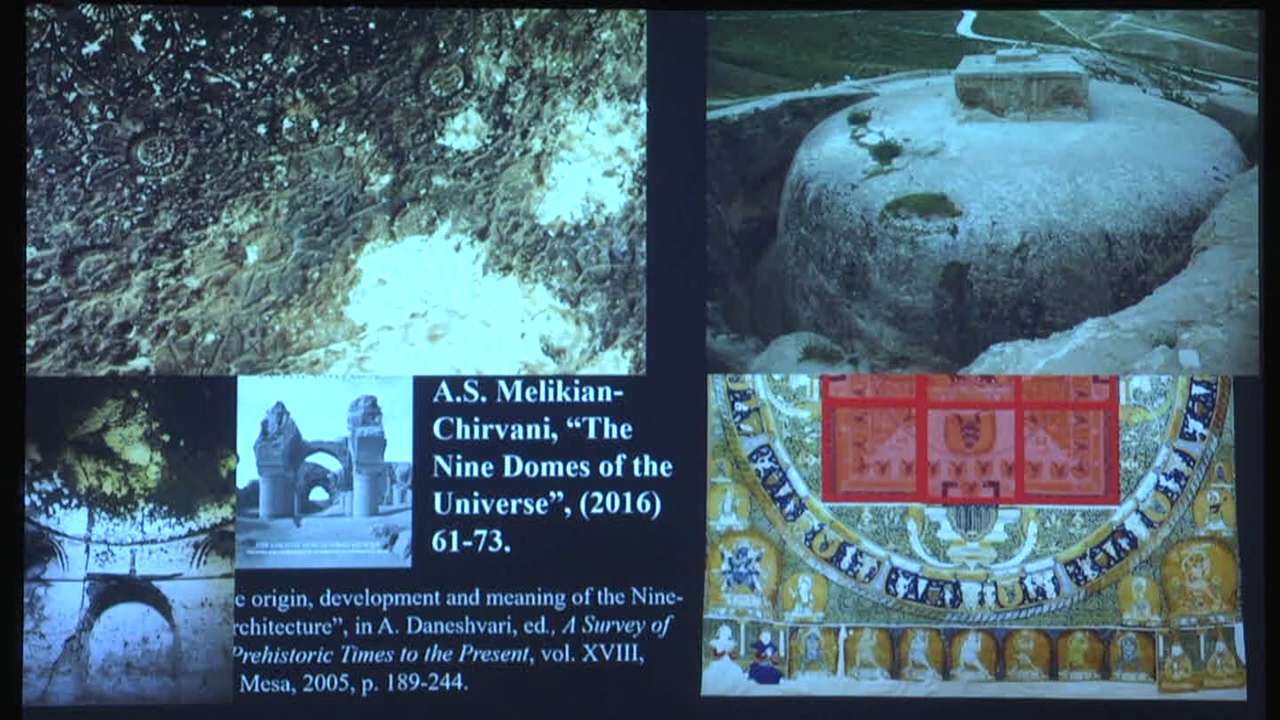 A.S. Melikian-
Chirvani, “The
Nine Domes of the
Universe”, (2016)
61-73.
e origin, development and meaning of the Nine-
rchitecture”, in A. Daneshvari, ed., A Survey of
Prehistoric Times to the Present, vol. XVIII,
Mesa, 2005, p. 189-244.